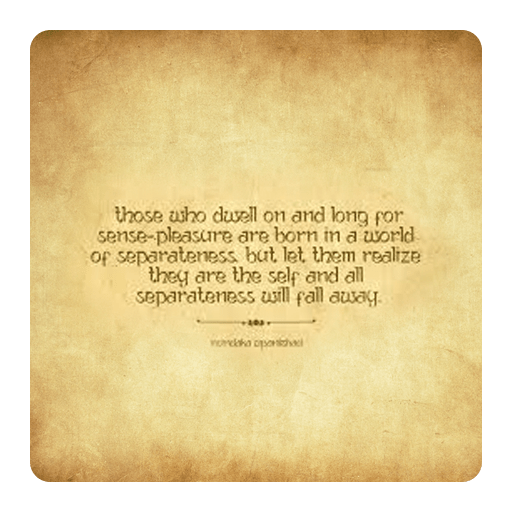 those who dwell on and long for
sense-pleasure are born in a world
of separateness. but let them realize
they are the self and all
separateness will fall away.
mundaka upanishad